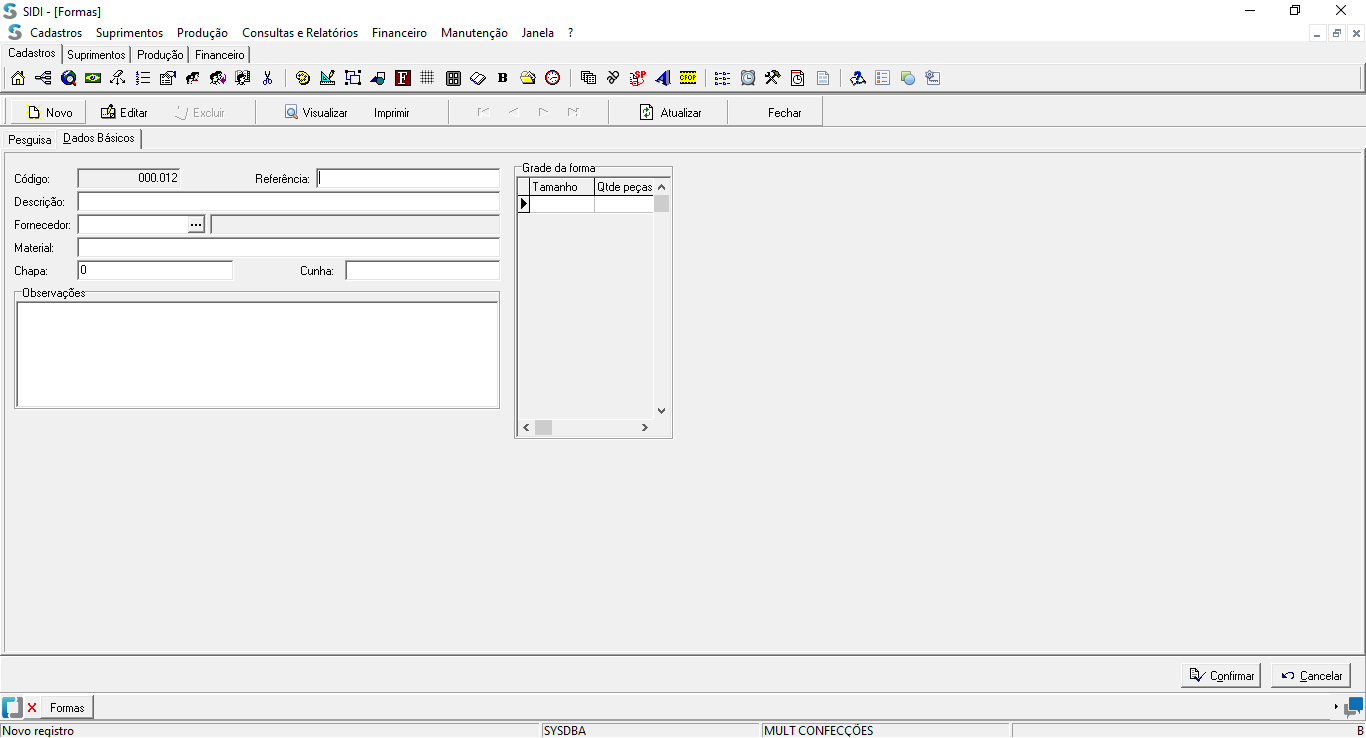 SIDI - [Formas]
Cadastros Suprimentos Produção Consultas e Relatórios Financeiro Manutenção Janela ?
Cadastros Suprimentos Produção Financeiro
F B SP CFOP
Novo Editar Excluir Visualizar Imprimir Atualizar Fechar
Pesquisa Dados Básicos
Código: 000.012 Referência:
Descrição:
Fornecedor: ...
Material:
Chapa: 0 Cunha:
Observações
Grade da forma
Tamanho Qtde peças
Confirmar Cancelar
Formas
Novo registro SYSDBA MULT CONFECÇÕES B